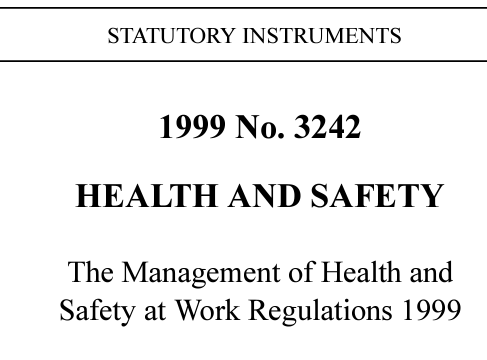 STATUTORY INSTRUMENTS
1999 No. 3242
HEALTH AND SAFETY
The Management of Health and
Safety at Work Regulations 1999